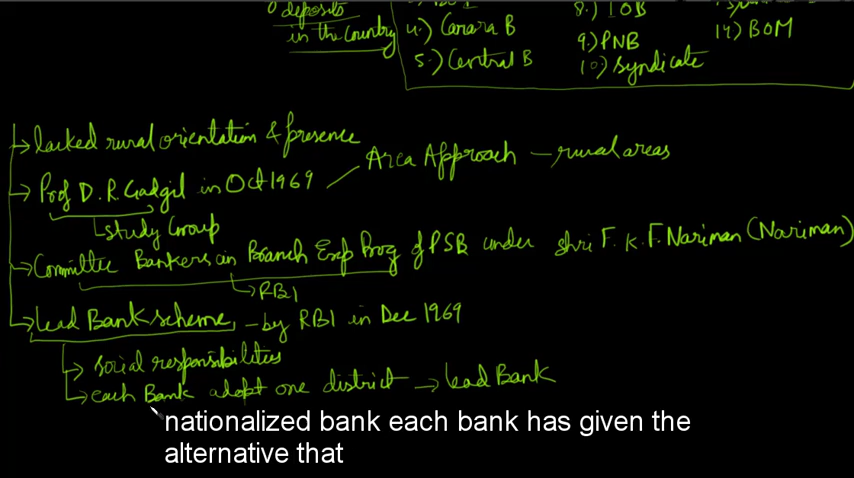 deposits
in the Country
4.) Canara B
5.) Central B
8.) IOB
9.) PNB
10.) Syndicate
14) BOM
lacked rural orientation & presence
Prof D. R. Gadgil in Oct 1969
Area Approach - rural areas
study Group
Committee Bankers on Branch Exp Prog of PSB under Shri F. K. F. Nariman (Nariman)
RBI
lead Bank scheme, - by RBI in Dec 1969
social responsibilities
each Bank adopt one district → lead Bank
nationalized bank each bank has given the
alternative that